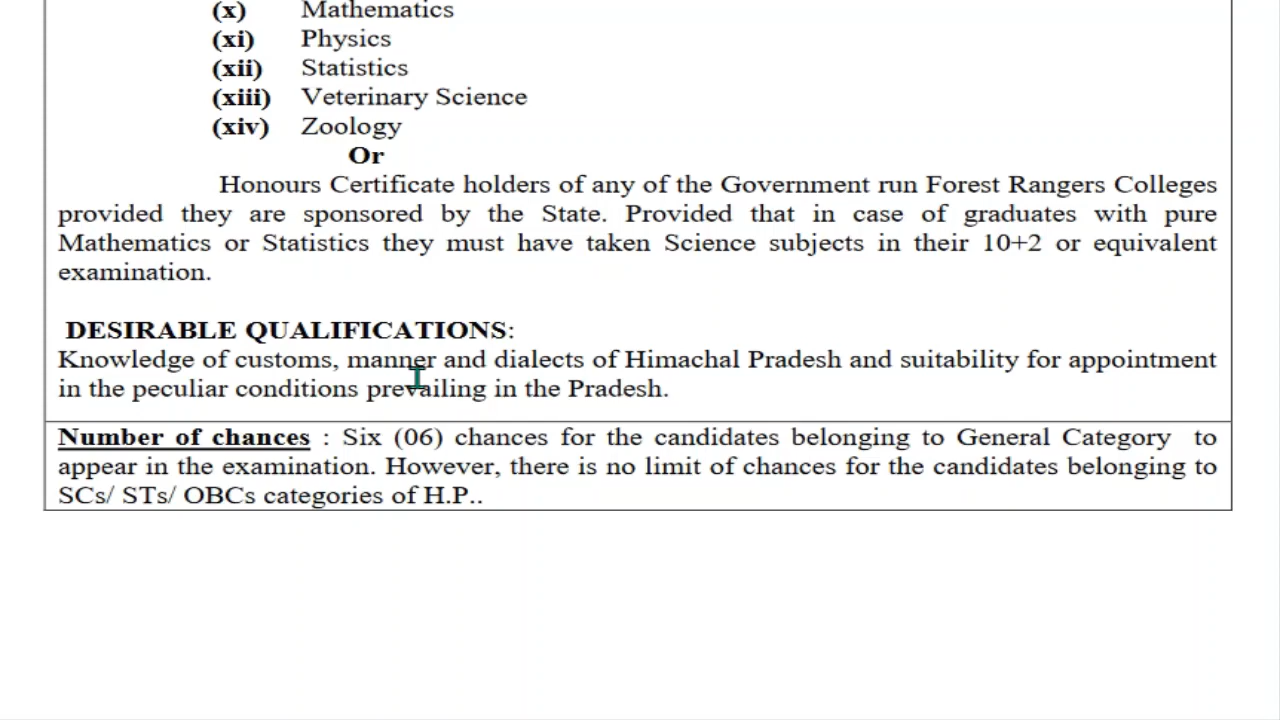 (x) Mathematics
(xi) Physics
(xii) Statistics
(xiii) Veterinary Science
(xiv) Zoology
Or
Honours Certificate holders of any of the Government run Forest Rangers Colleges
provided they are sponsored by the State. Provided that in case of graduates with pure
Mathematics or Statistics they must have taken Science subjects in their 10+2 or equivalent
examination.
DESIRABLE QUALIFICATIONS:
Knowledge of customs, manner and dialects of Himachal Pradesh and suitability for appointment
in the peculiar conditions prevailing in the Pradesh.
Number of chances : Six (06) chances for the candidates belonging to General Category to
appear in the examination. However, there is no limit of chances for the candidates belonging to
SCs/ STs/ OBCs categories of H.P..